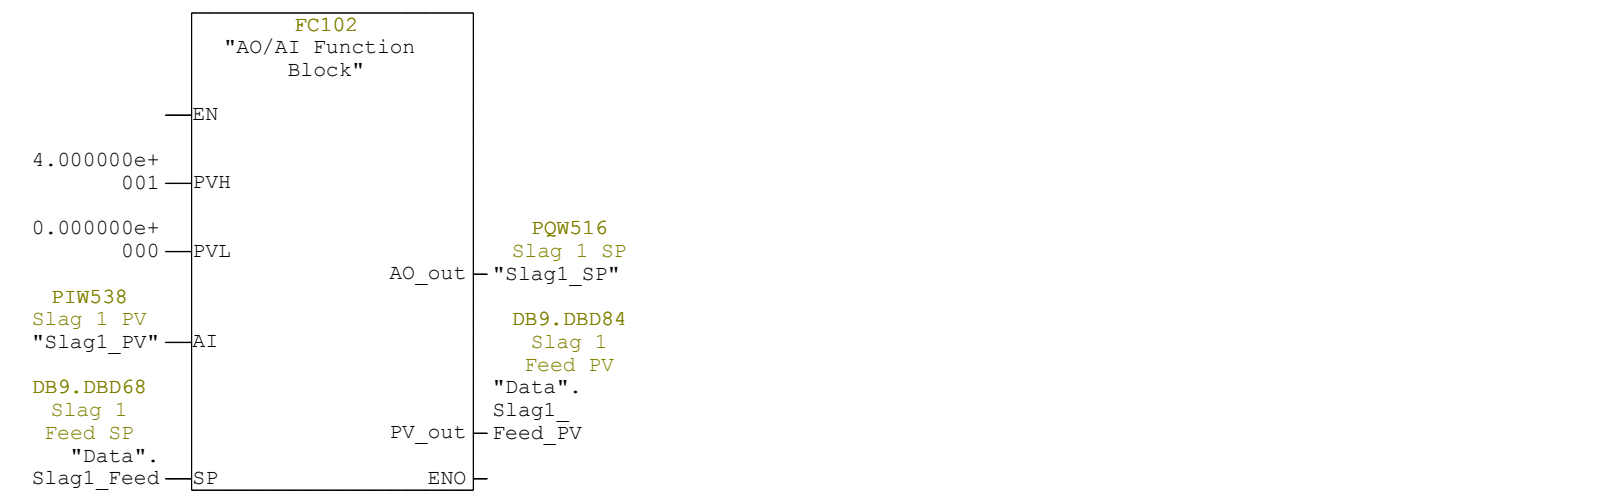 FC102
"AO/AI Function
Block"
EN
4.000000e+
001
PVH
0.000000e+
000
PVL
PQW516
Slag 1 SP
AO_out
"Slag1_SP"
PIW538
Slag 1 PV
"Slag1_PV"
AI
DB9.DBD84
Slag 1
Feed PV
"Data".
Slag1_
Feed_PV
PV_out
DB9.DBD68
Slag 1
Feed SP
"Data".
Slag1_Feed
SP
ENO